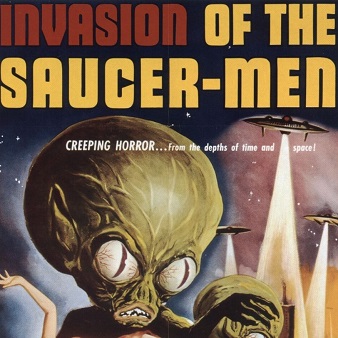 INVASION OF THE
SAUCER-MEN
CREEPING HORROR...From the depths of time and space!